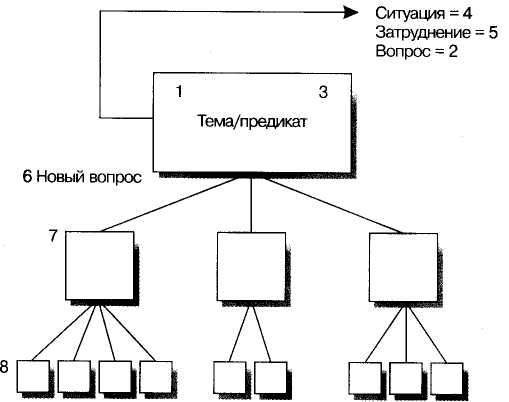 Ситуация = 4
Затруднение = 5
Вопрос = 2
1 3
Тема/предикат
6 Новый вопрос
7
8